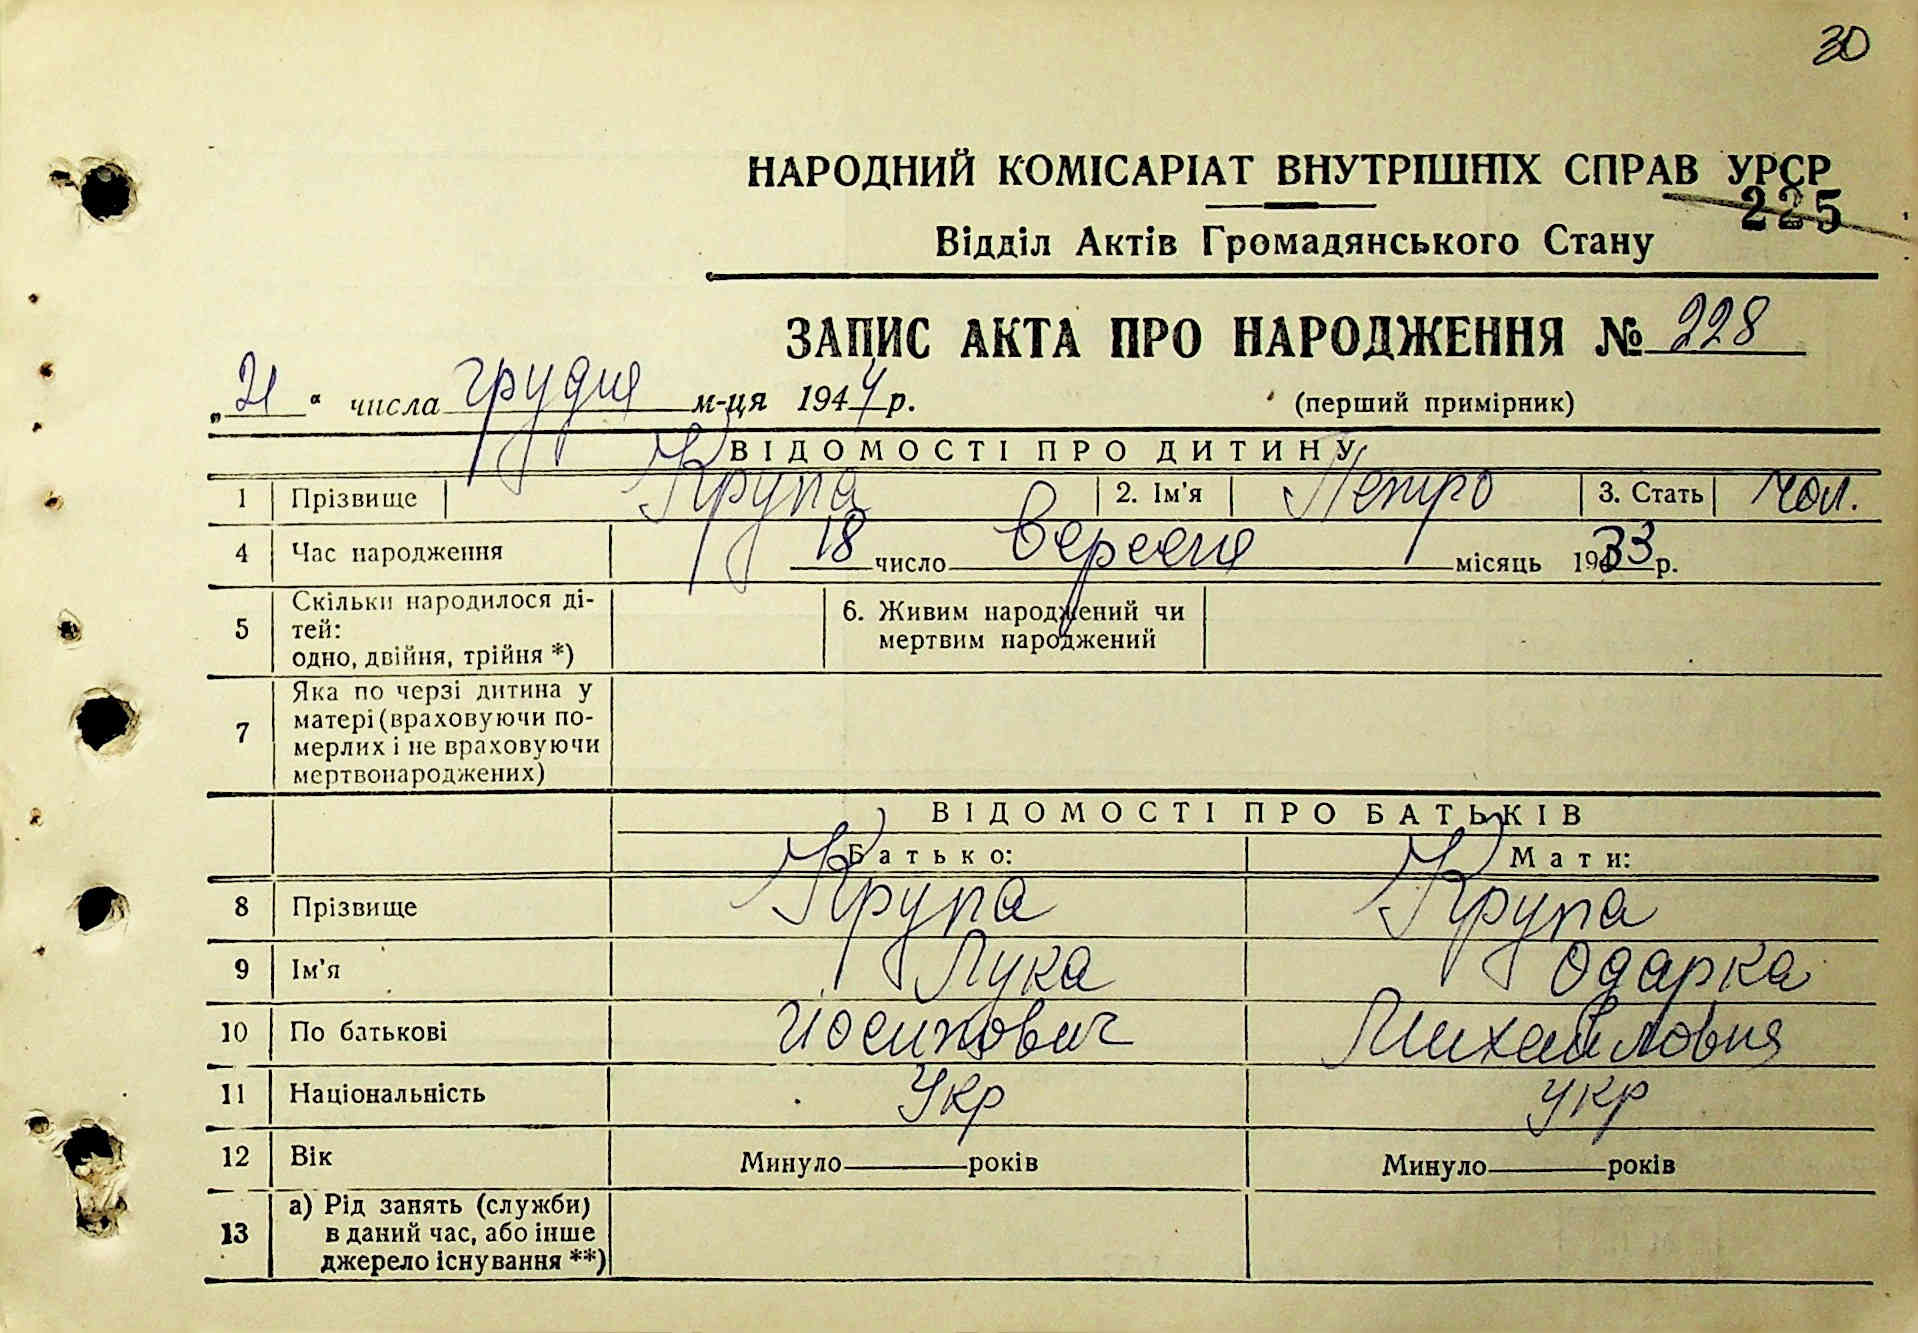 30
НАРОДНИЙ КОМІСАРІАТ ВНУТРІШНІХ СПРАВ УРСР
225
Відділ Актів Громадянського Стану
ЗАПИС АКТА ПРО НАРОДЖЕННЯ № 228
„21“ числа грудня м-ця 1944 р. (перший примірник)
ВІДОМОСТІ ПРО ДИТИНУ
1 Прізвище Крупа 2. Ім'я Петро 3. Стать чол.
4 Час народження 18 число вересня місяць 1933 р.
5 Скільки народилося ді-
тей:
одно, двійня, трійня *)
6. Живим народжений чи
мертвим народжений
7 Яка по черзі дитина у
матері (враховуючи по-
мерлих і не враховуючи
мертвонароджених)
ВІДОМОСТІ ПРО БАТЬКІВ
Батько: Мати:
8 Прізвище Крупа Крупа
9 Ім'я Лука Одарка
10 По батькові Йосипович Михайловна
11 Національність Укр Укр
12 Вік Минуло років Минуло років
13 а) Рід занять (служби)
в даний час, або інше
джерело існування **)